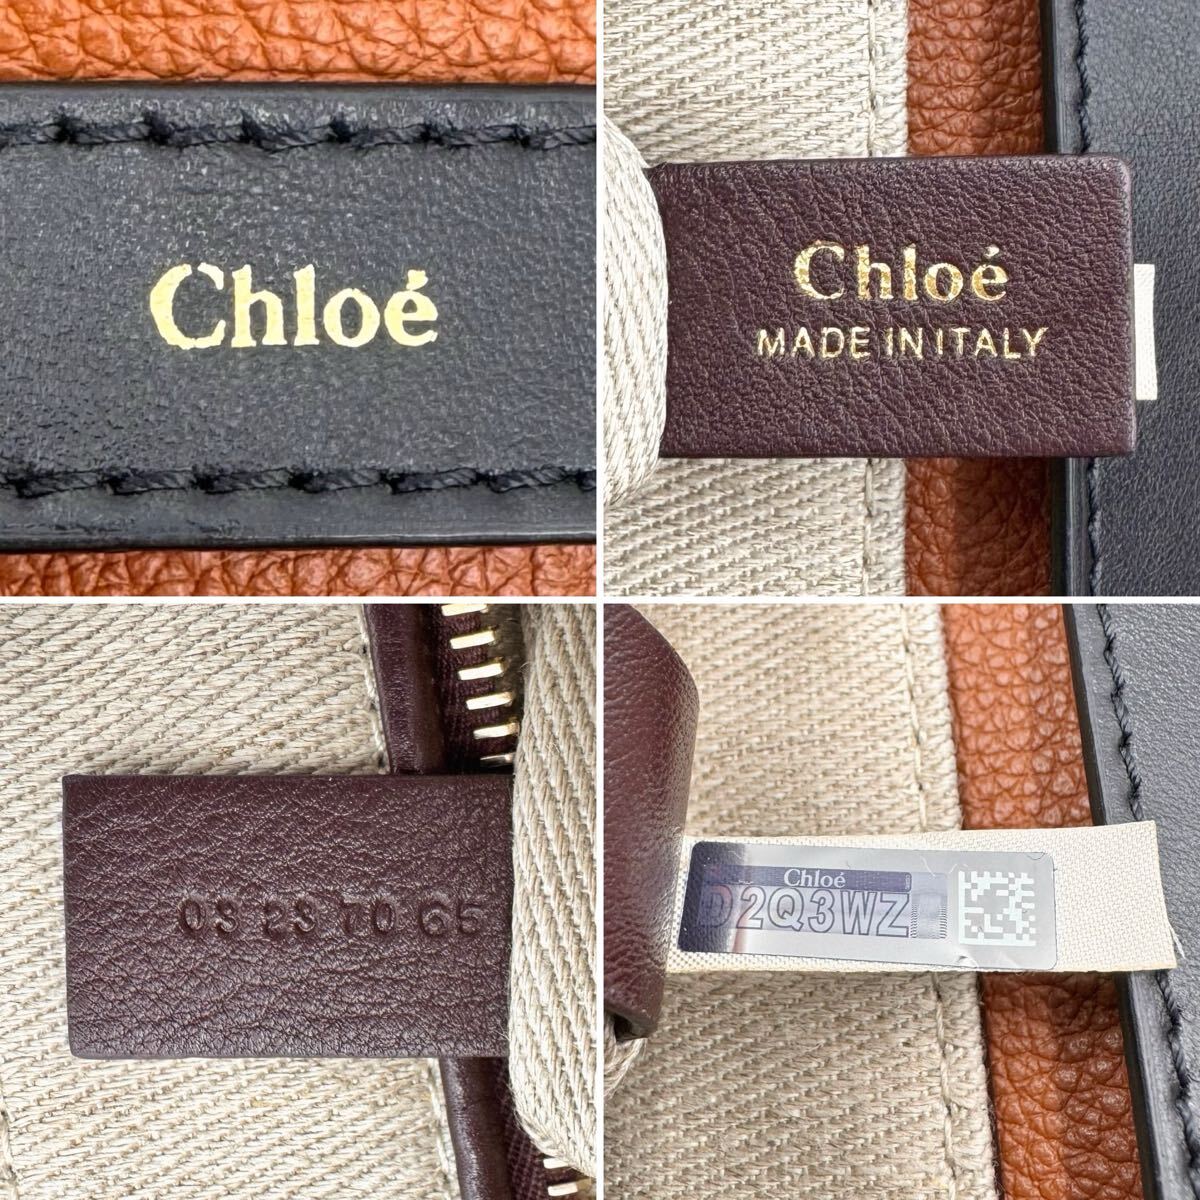 Chloé
Chloé
MADE IN ITALY
03 23 70 65
Chloé
D2Q3WZ